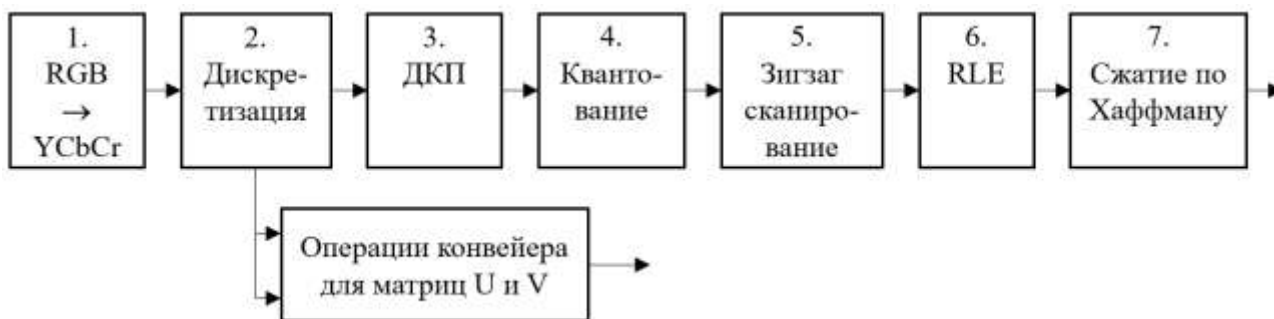 1.
RGB
→
YCbCr
2.
Дискре-
тизация
3.
ДКП
4.
Кванто-
вание
5.
Зигзаг
сканиро-
вание
6.
RLE
7.
Сжатие по
Хаффману
Операции конвейера
для матриц U и V